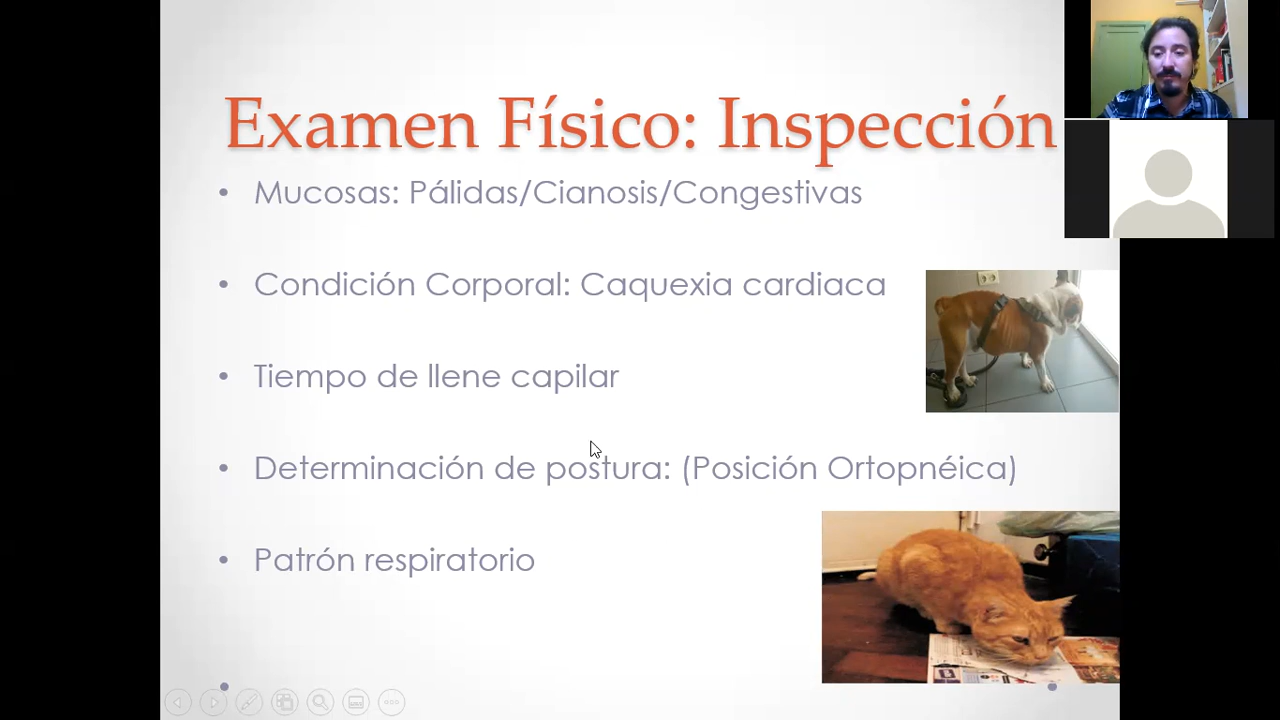 Examen Físico: Inspección
• Mucosas: Pálidas/Cianosis/Congestivas
• Condición Corporal: Caquexia cardiaca
• Tiempo de llene capilar
• Determinación de postura: (Posición Ortopnéica)
• Patrón respiratorio